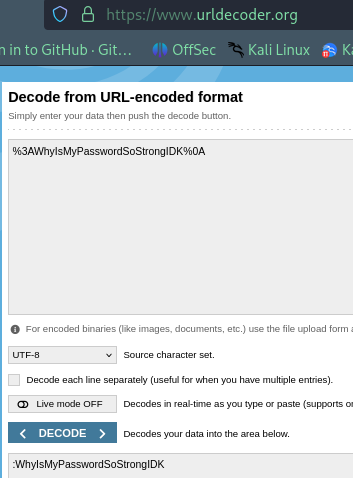 https://www.urldecoder.org
n in to GitHub · Git…
OffSec
Kali Linux
Ka
Decode from URL-encoded format
Simply enter your data then push the decode button.
%3AWhyIsMyPasswordSoStrongIDK%0A
For encoded binaries (like images, documents, etc.) use the file upload form a
UTF-8
Source character set.
Decode each line separately (useful for when you have multiple entries).
Live mode OFF
Decodes in real-time as you type or paste (supports on
< DECODE >
Decodes your data into the area below.
:WhyIsMyPasswordSoStrongIDK